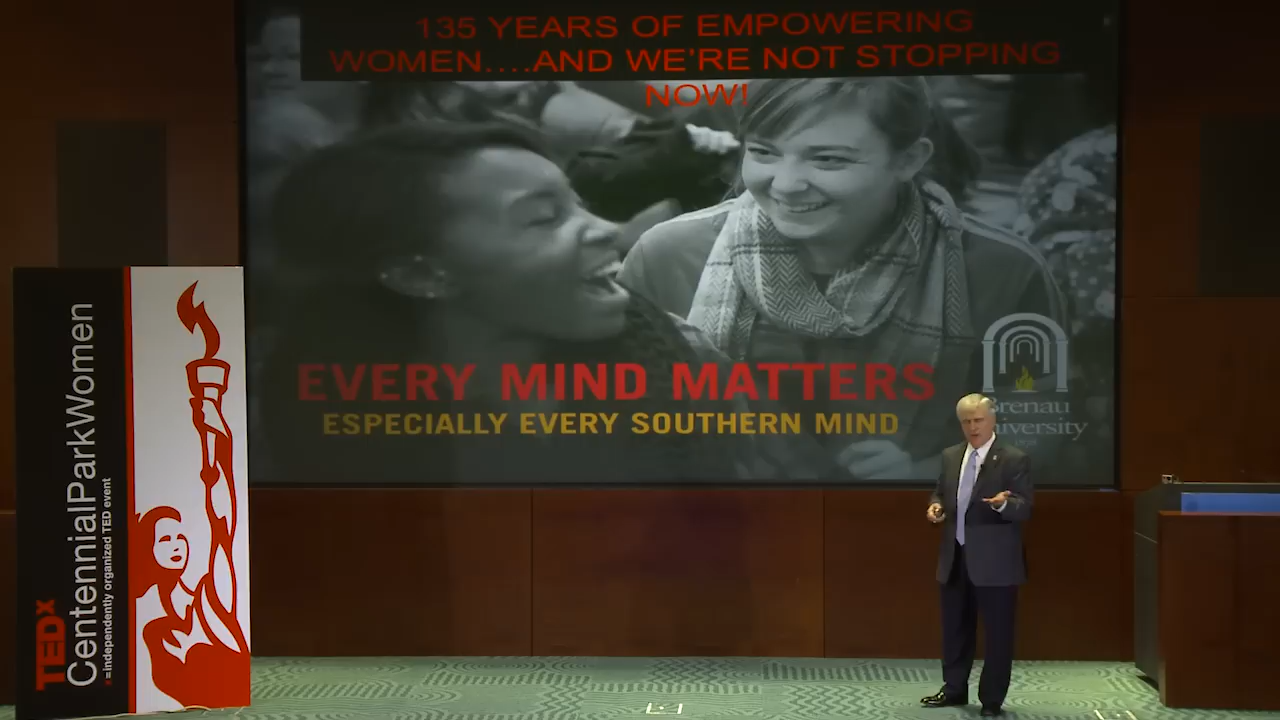 135 YEARS OF EMPOWERING
WOMEN....AND WE'RE NOT STOPPING
NOW!
EVERY MIND MATTERS
ESPECIALLY EVERY SOUTHERN MIND
Brenau
University
TEDx
CentennialParkWomen
x = independently organized TED event